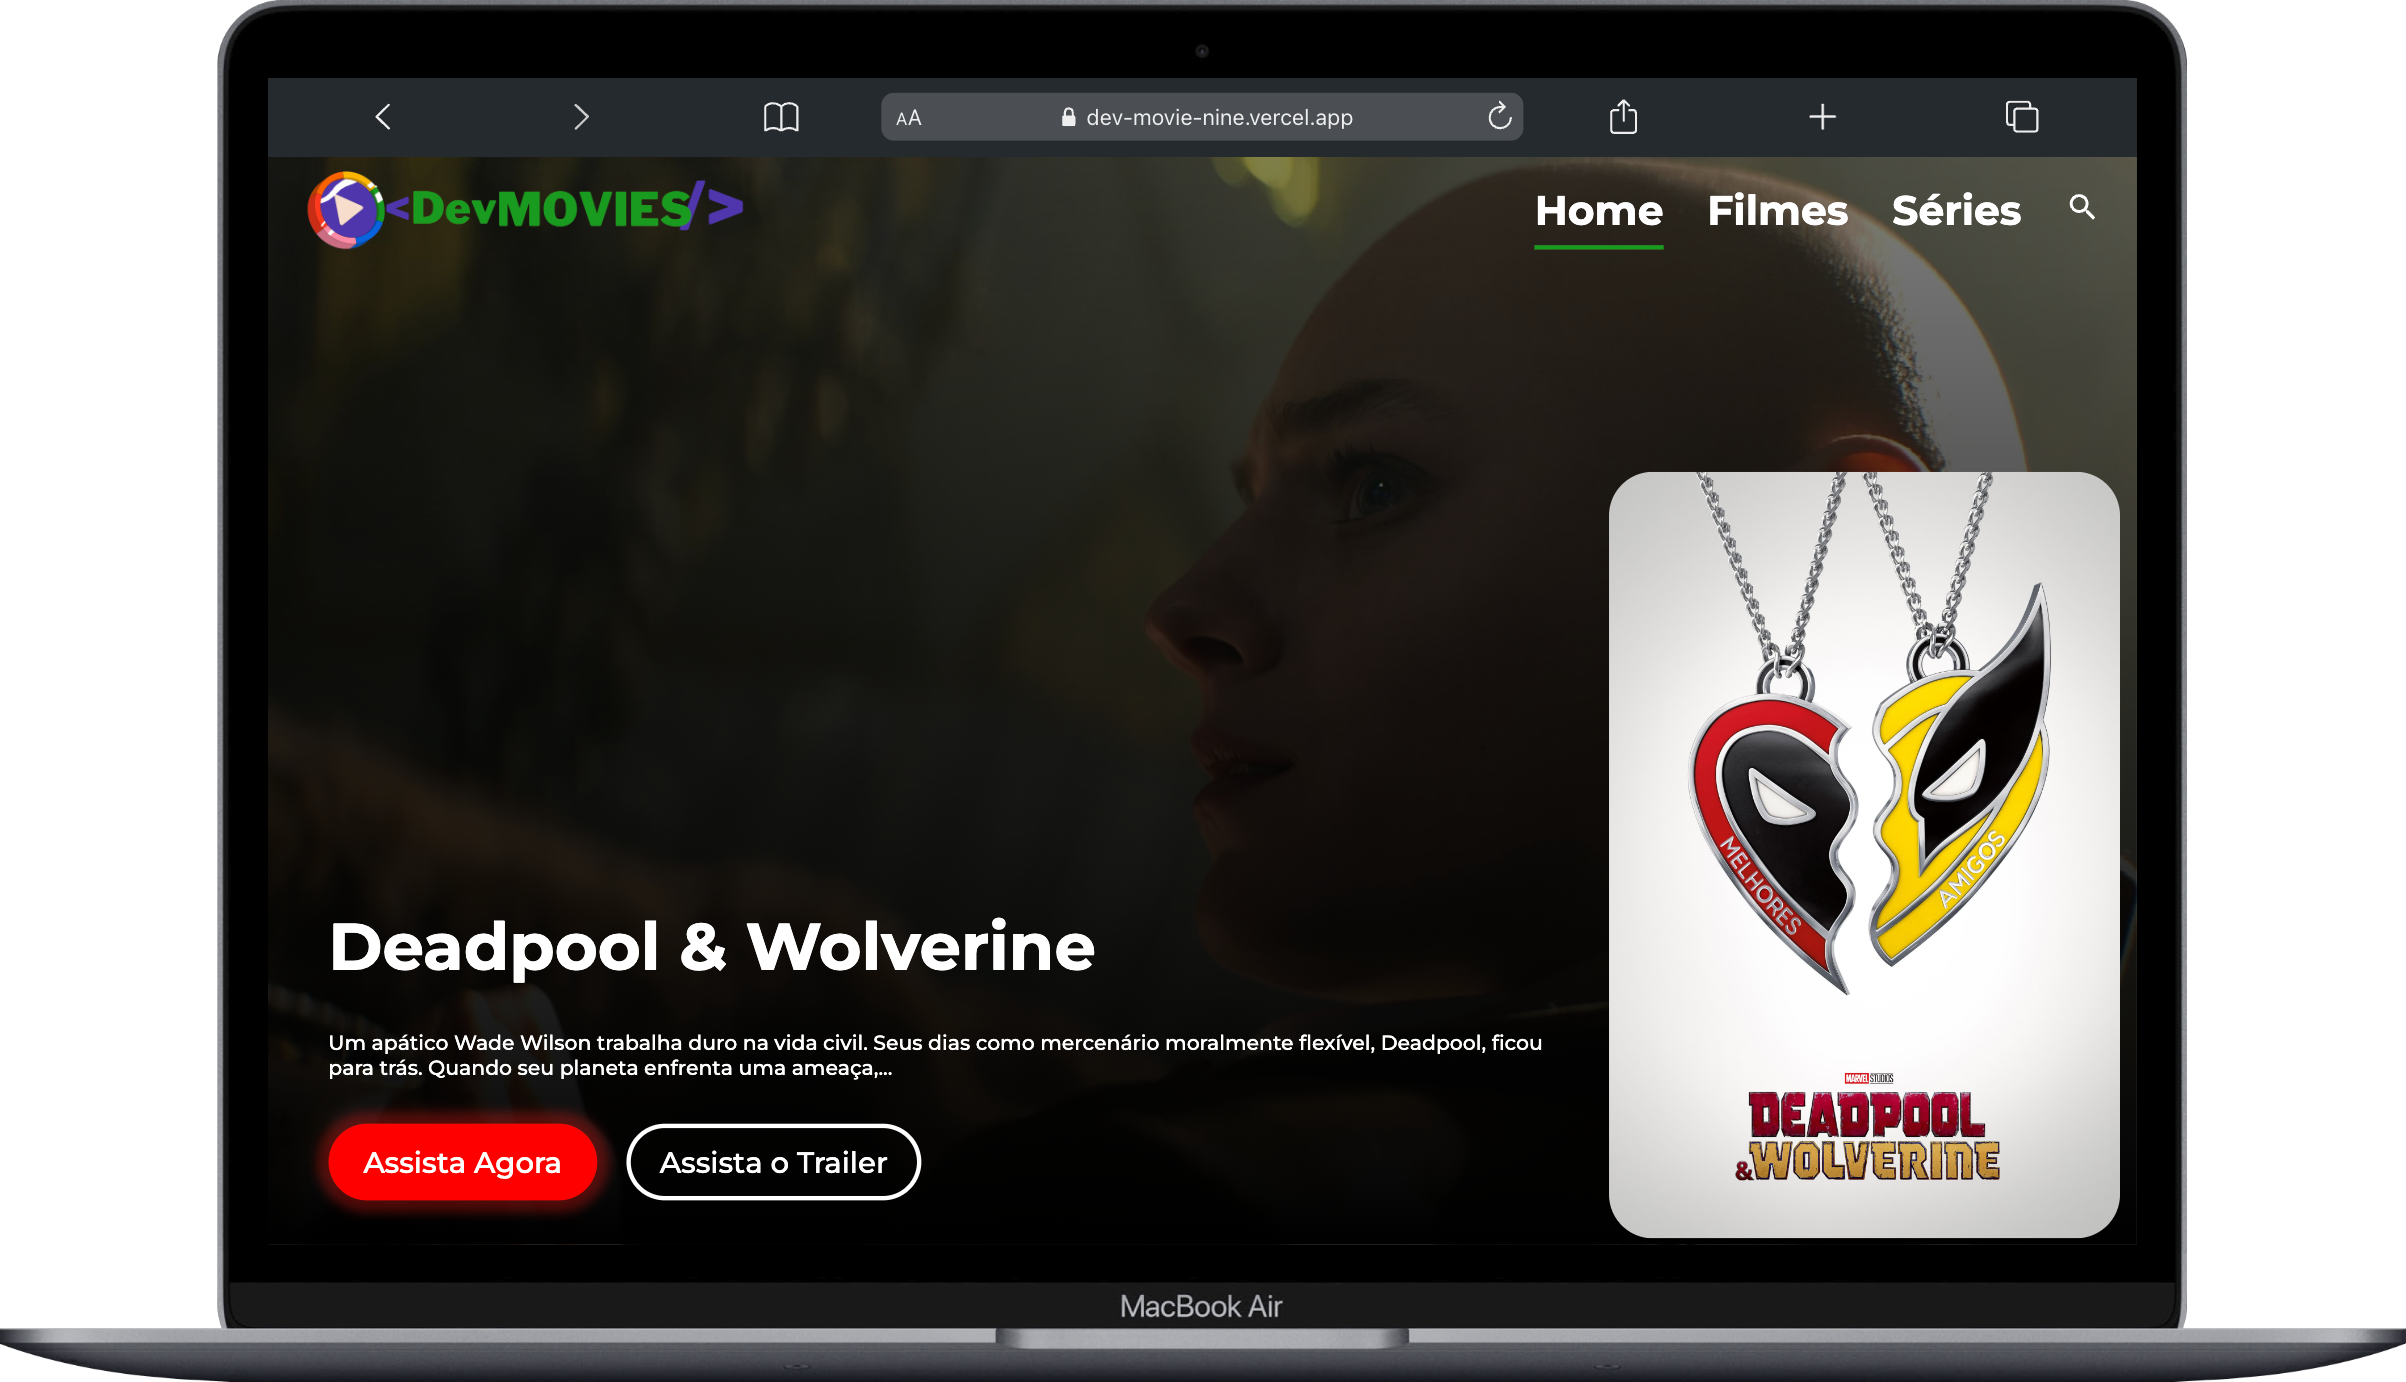 AA
dev-movie-nine.vercel.app
<DevMOVIES/>
Home
Filmes
Séries
MELHORES
AMIGOS
Deadpool & Wolverine
Um apático Wade Wilson trabalha duro na vida civil. Seus dias como mercenário moralmente flexível, Deadpool, ficou
para trás. Quando seu planeta enfrenta uma ameaça,...
Assista Agora
Assista o Trailer
MARVEL STUDIOS
DEADPOOL
&WOLVERINE
MacBook Air